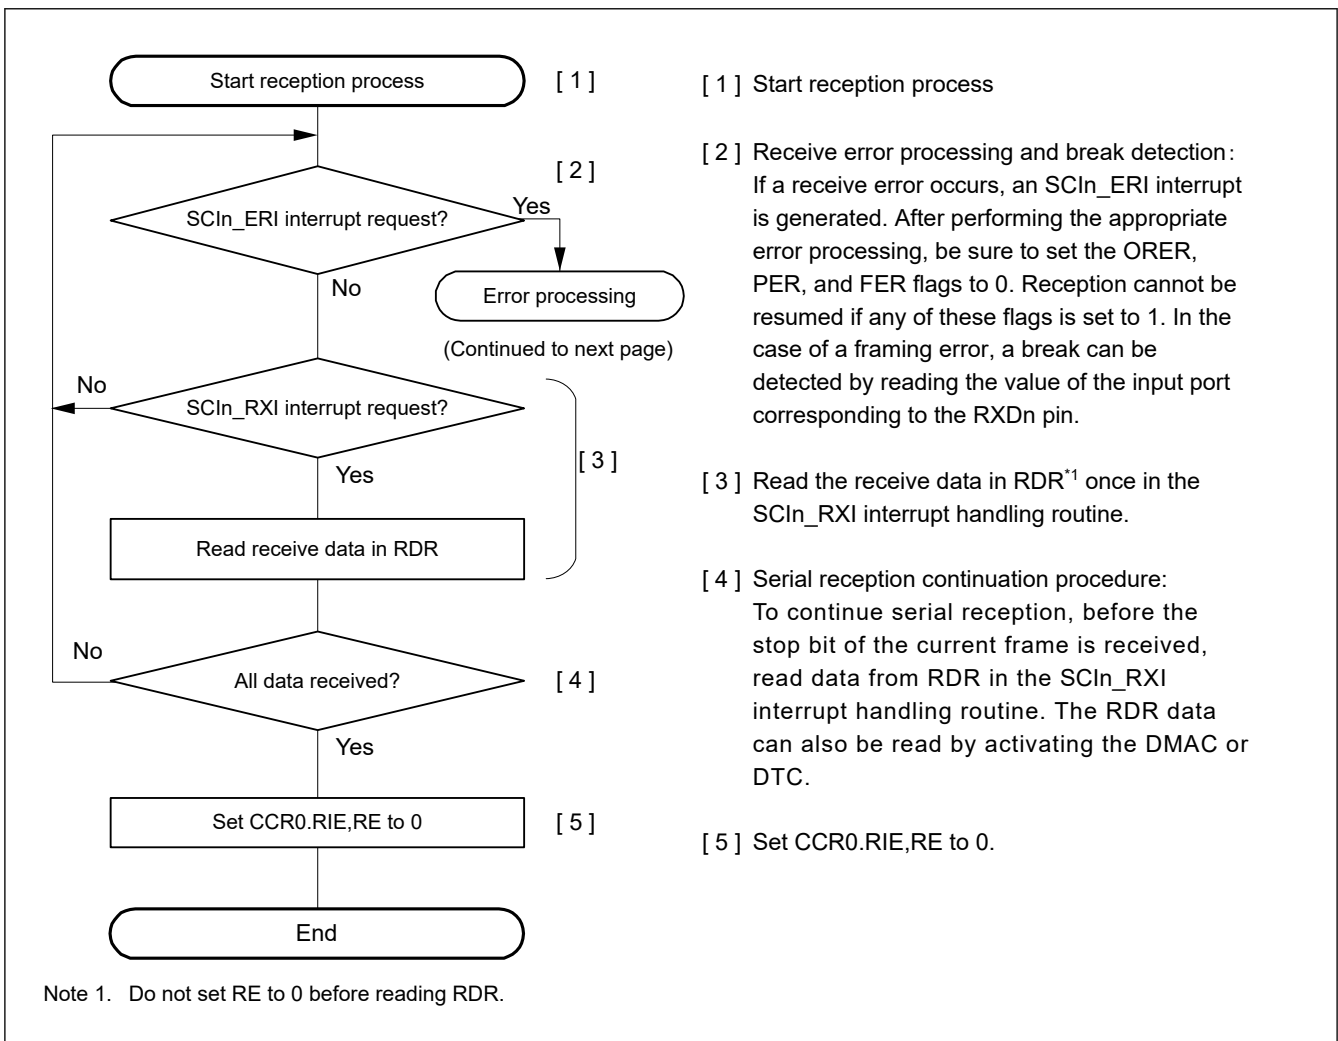 Start reception process
[ 1 ]
[ 2 ]
SCIn_ERI interrupt request?
Yes
No
Error processing
(Continued to next page)
No
SCIn_RXI interrupt request?
[ 3 ]
Yes
Read receive data in RDR
No
All data received?
[ 4 ]
Yes
Set CCR0.RIE,RE to 0
[ 5 ]
End
[ 1 ] Start reception process
[ 2 ] Receive error processing and break detection:
If a receive error occurs, an SCIn_ERI interrupt
is generated. After performing the appropriate
error processing, be sure to set the ORER,
PER, and FER flags to 0. Reception cannot be
resumed if any of these flags is set to 1. In the
case of a framing error, a break can be
detected by reading the value of the input port
corresponding to the RXDn pin.
[ 3 ] Read the receive data in RDR*1 once in the
SCIn_RXI interrupt handling routine.
[ 4 ] Serial reception continuation procedure:
To continue serial reception, before the
stop bit of the current frame is received,
read data from RDR in the SCIn_RXI
interrupt handling routine. The RDR data
can also be read by activating the DMAC or
DTC.
[ 5 ] Set CCR0.RIE,RE to 0.
Note 1. Do not set RE to 0 before reading RDR.